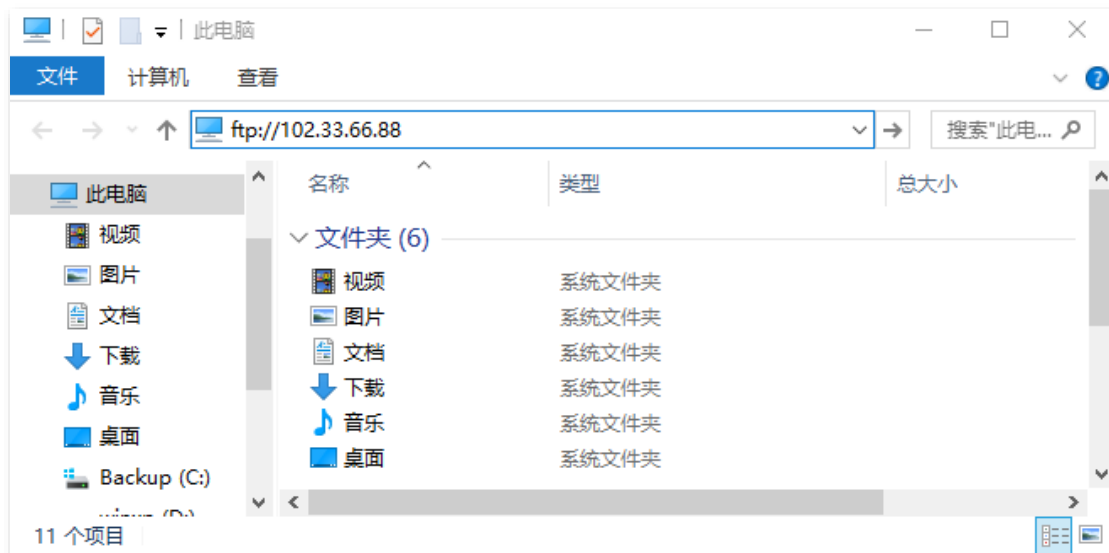 此电脑
文件 计算机 查看
ftp://102.33.66.88
搜索"此电...
此电脑
视频
图片
文档
下载
音乐
桌面
Backup (C:)
名称 类型 总大小
文件夹 (6)
视频 系统文件夹
图片 系统文件夹
文档 系统文件夹
下载 系统文件夹
音乐 系统文件夹
桌面 系统文件夹
11 个项目